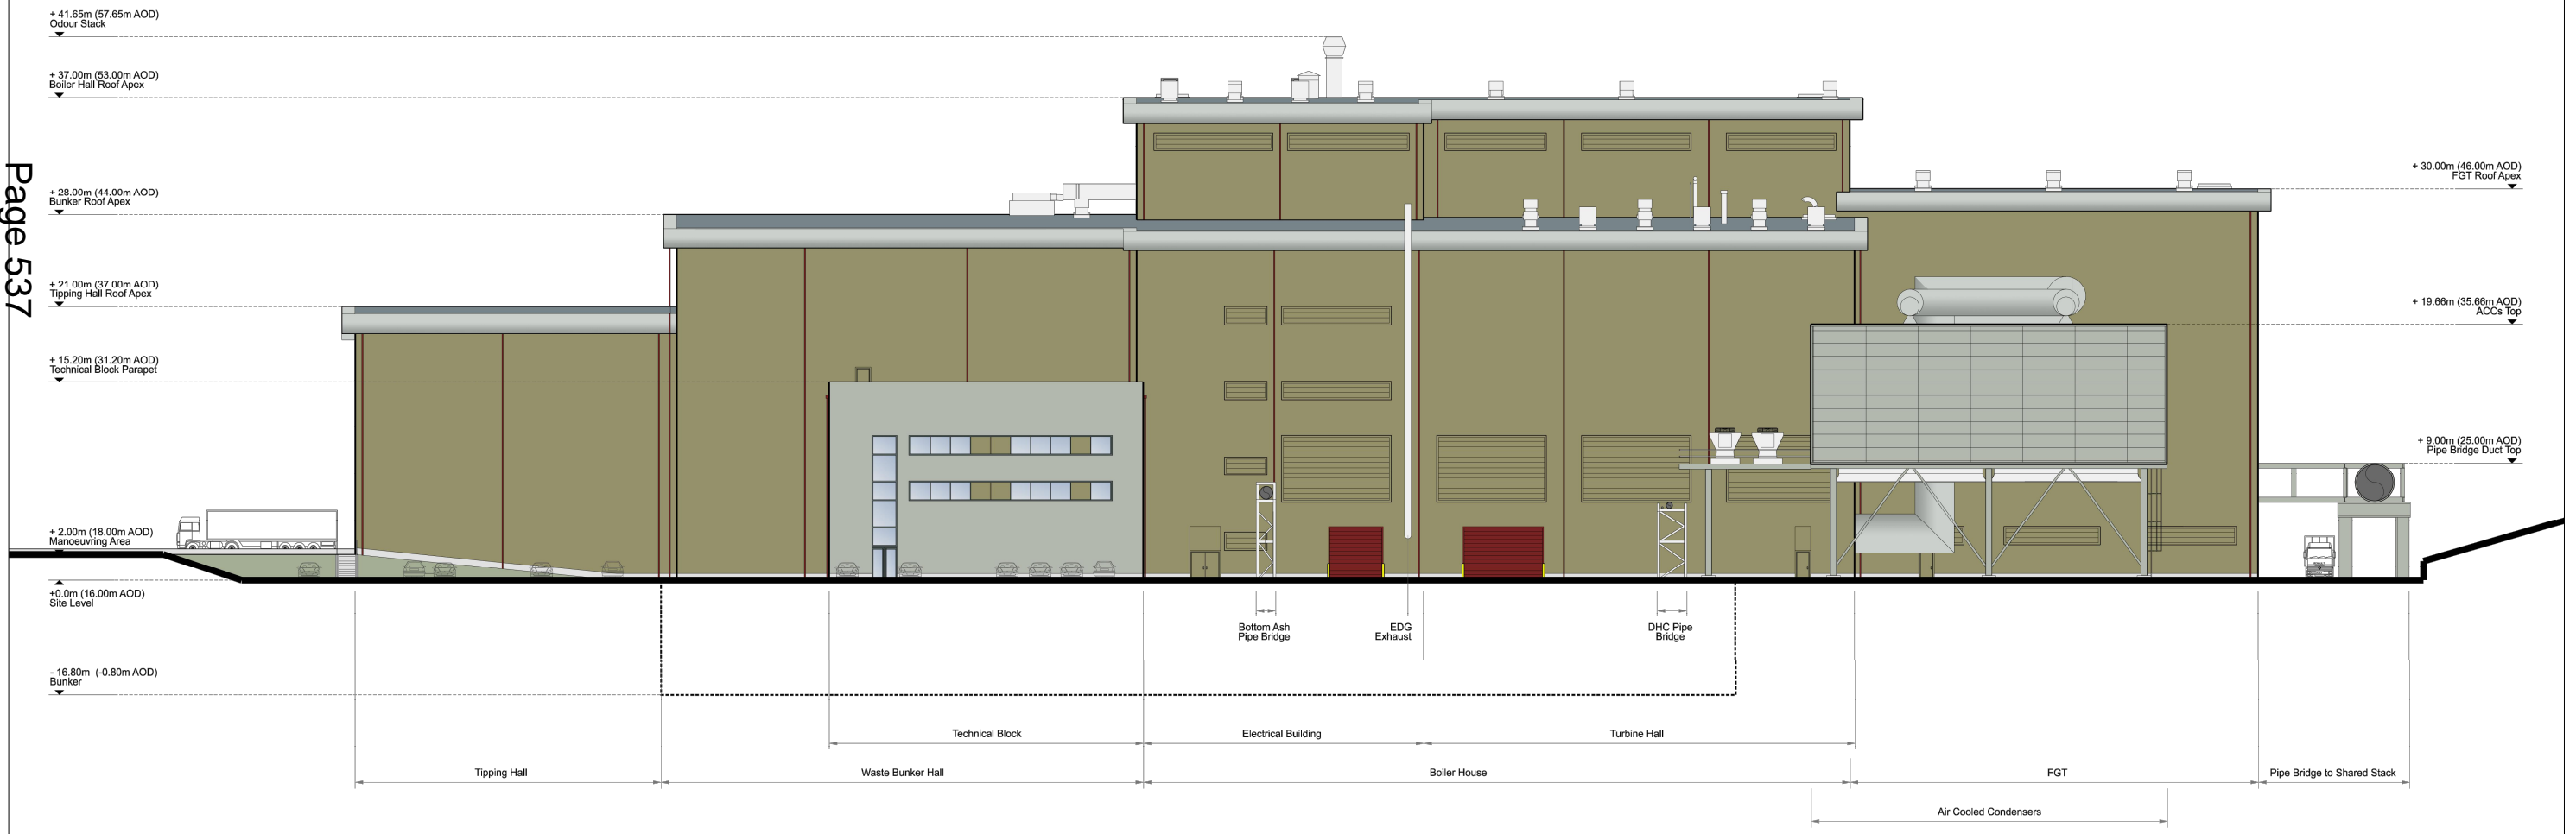 + 41.65m (57.65m AOD)
Odour Stack
+ 37.00m (53.00m AOD)
Boiler Hall Roof Apex
+ 28.00m (44.00m AOD)
Bunker Roof Apex
+ 21.00m (37.00m AOD)
Tipping Hall Roof Apex
+ 15.20m (31.20m AOD)
Technical Block Parapet
+ 2.00m (18.00m AOD)
Manoeuvring Area
+0.0m (16.00m AOD)
Site Level
- 16.80m (-0.80m AOD)
Bunker
Page 537
+ 30.00m (46.00m AOD)
FGT Roof Apex
+ 19.66m (35.66m AOD)
ACCs Top
+ 9.00m (25.00m AOD)
Pipe Bridge Duct Top
Bottom Ash
Pipe Bridge
EDG
Exhaust
DHC Pipe
Bridge
Technical Block
Electrical Building
Turbine Hall
Tipping Hall
Waste Bunker Hall
Boiler House
FGT
Pipe Bridge to Shared Stack
Air Cooled Condensers